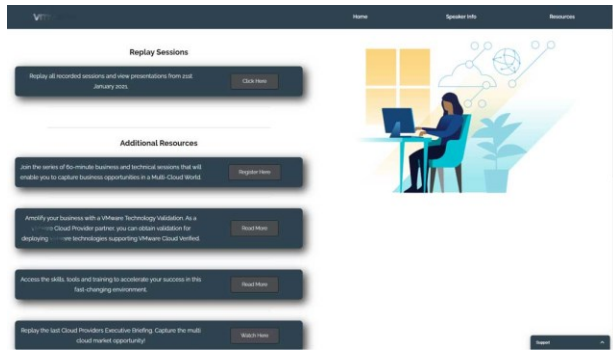 Home Speaker Info Resources
Replay Sessions
Replay all recorded sessions and view presentations from 21st
January 2021.
Click Here
Additional Resources
Join the series of 60-minute business and technical sessions that will
enable you to capture business opportunities in a Multi-Cloud World.
Register Here
Amplify your business with a VMware Technology Validation. As a
Cloud Provider partner, you can obtain validation for
deploying technologies supporting VMware Cloud Verified.
Read More
Access the skills, tools and training to accelerate your success in this
fast-changing environment.
Read More
Replay the last Cloud Providers Executive Briefing. Capture the multi
cloud market opportunity!
Watch Here
Support